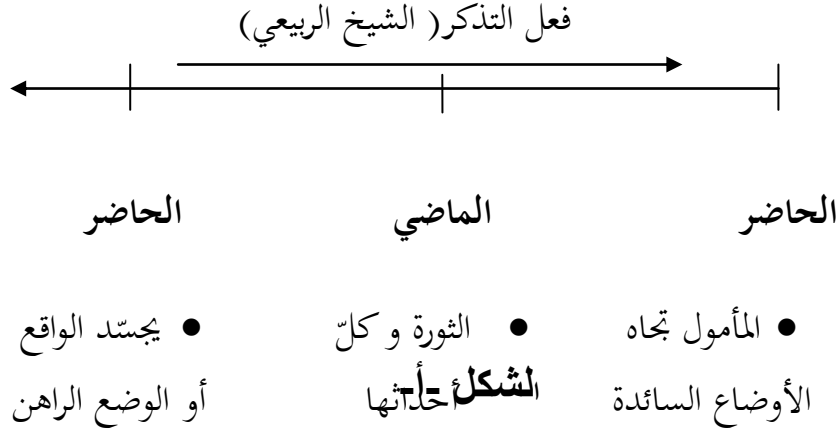 فعل التذكر( الشيخ الربيعي)
الحاضر الماضي الحاضر
● المأمول تجاه ● الثورة و كلّ ● يجسّد الواقع
الأوضاع السائدة أحداثها أو الوضع الراهن
الشكل -أ-